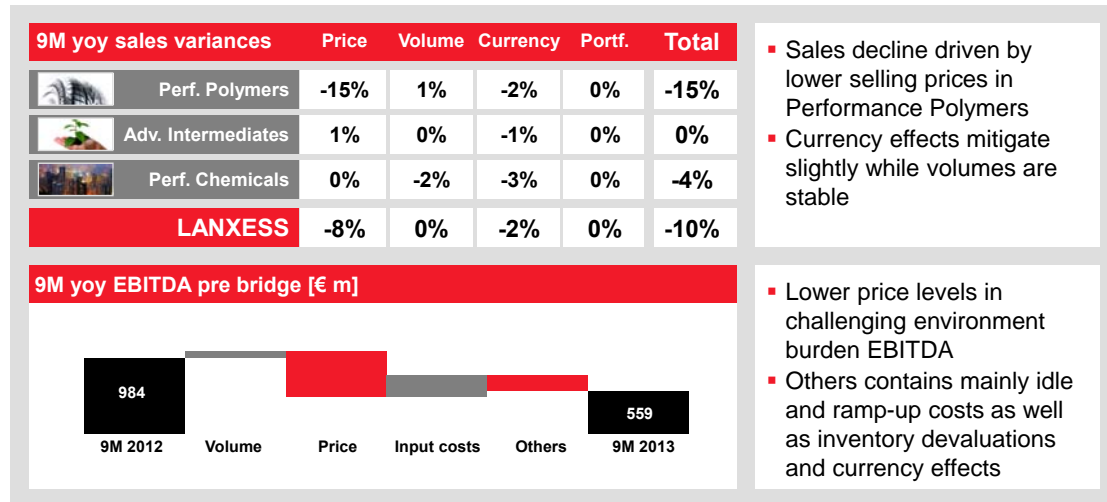 9M yoy sales variances Price Volume Currency Portf. Total
Perf. Polymers -15% 1% -2% 0% -15%
Adv. Intermediates 1% 0% -1% 0% 0%
Perf. Chemicals 0% -2% -3% 0% -4%
LANXESS -8% 0% -2% 0% -10%
▪ Sales decline driven by
lower selling prices in
Performance Polymers
▪ Currency effects mitigate
slightly while volumes are
stable
9M yoy EBITDA pre bridge [€ m]
984
559
9M 2012 Volume Price Input costs Others 9M 2013
▪ Lower price levels in
challenging environment
burden EBITDA
▪ Others contains mainly idle
and ramp-up costs as well
as inventory devaluations
and currency effects